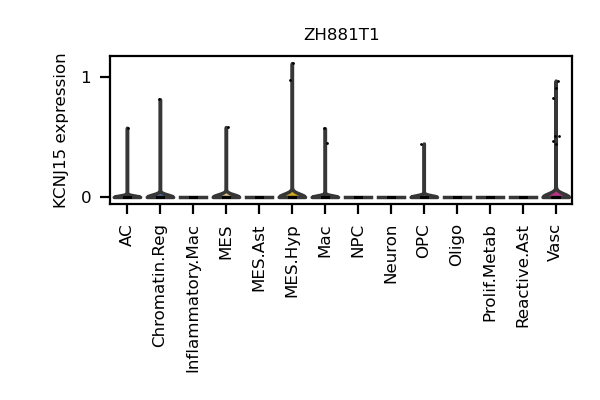 ZH881T1
KCNJ15 expression
1
0
AC
Chromatin.Reg
Inflammatory.Mac
MES
MES.Ast
MES.Hyp
Mac
NPC
Neuron
OPC
Oligo
Prolif.Metab
Reactive.Ast
Vasc